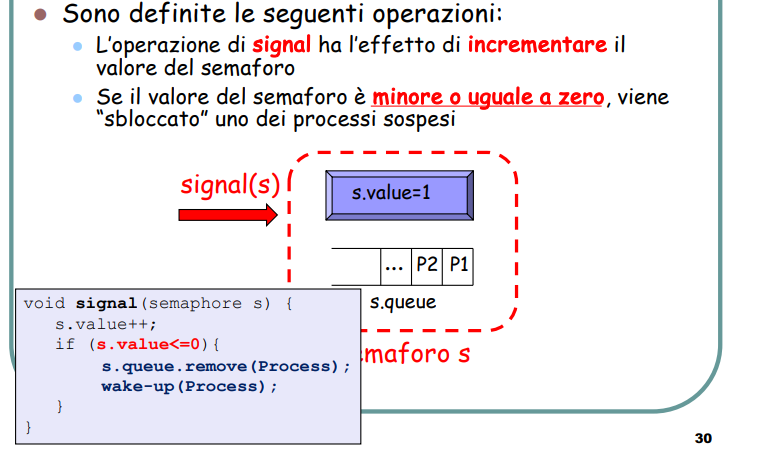 Sono definite le seguenti operazioni:
L'operazione di signal ha l'effetto di incrementare il
valore del semaforo
Se il valore del semaforo è minore o uguale a zero, viene
"sbloccato" uno dei processi sospesi
signal(s)
s.value=1
... P2 P1
s.queue
emaforo s
void signal(semaphore s) {
s.value++;
if (s.value<=0){
s.queue.remove(Process);
wake-up(Process);
}
}
30